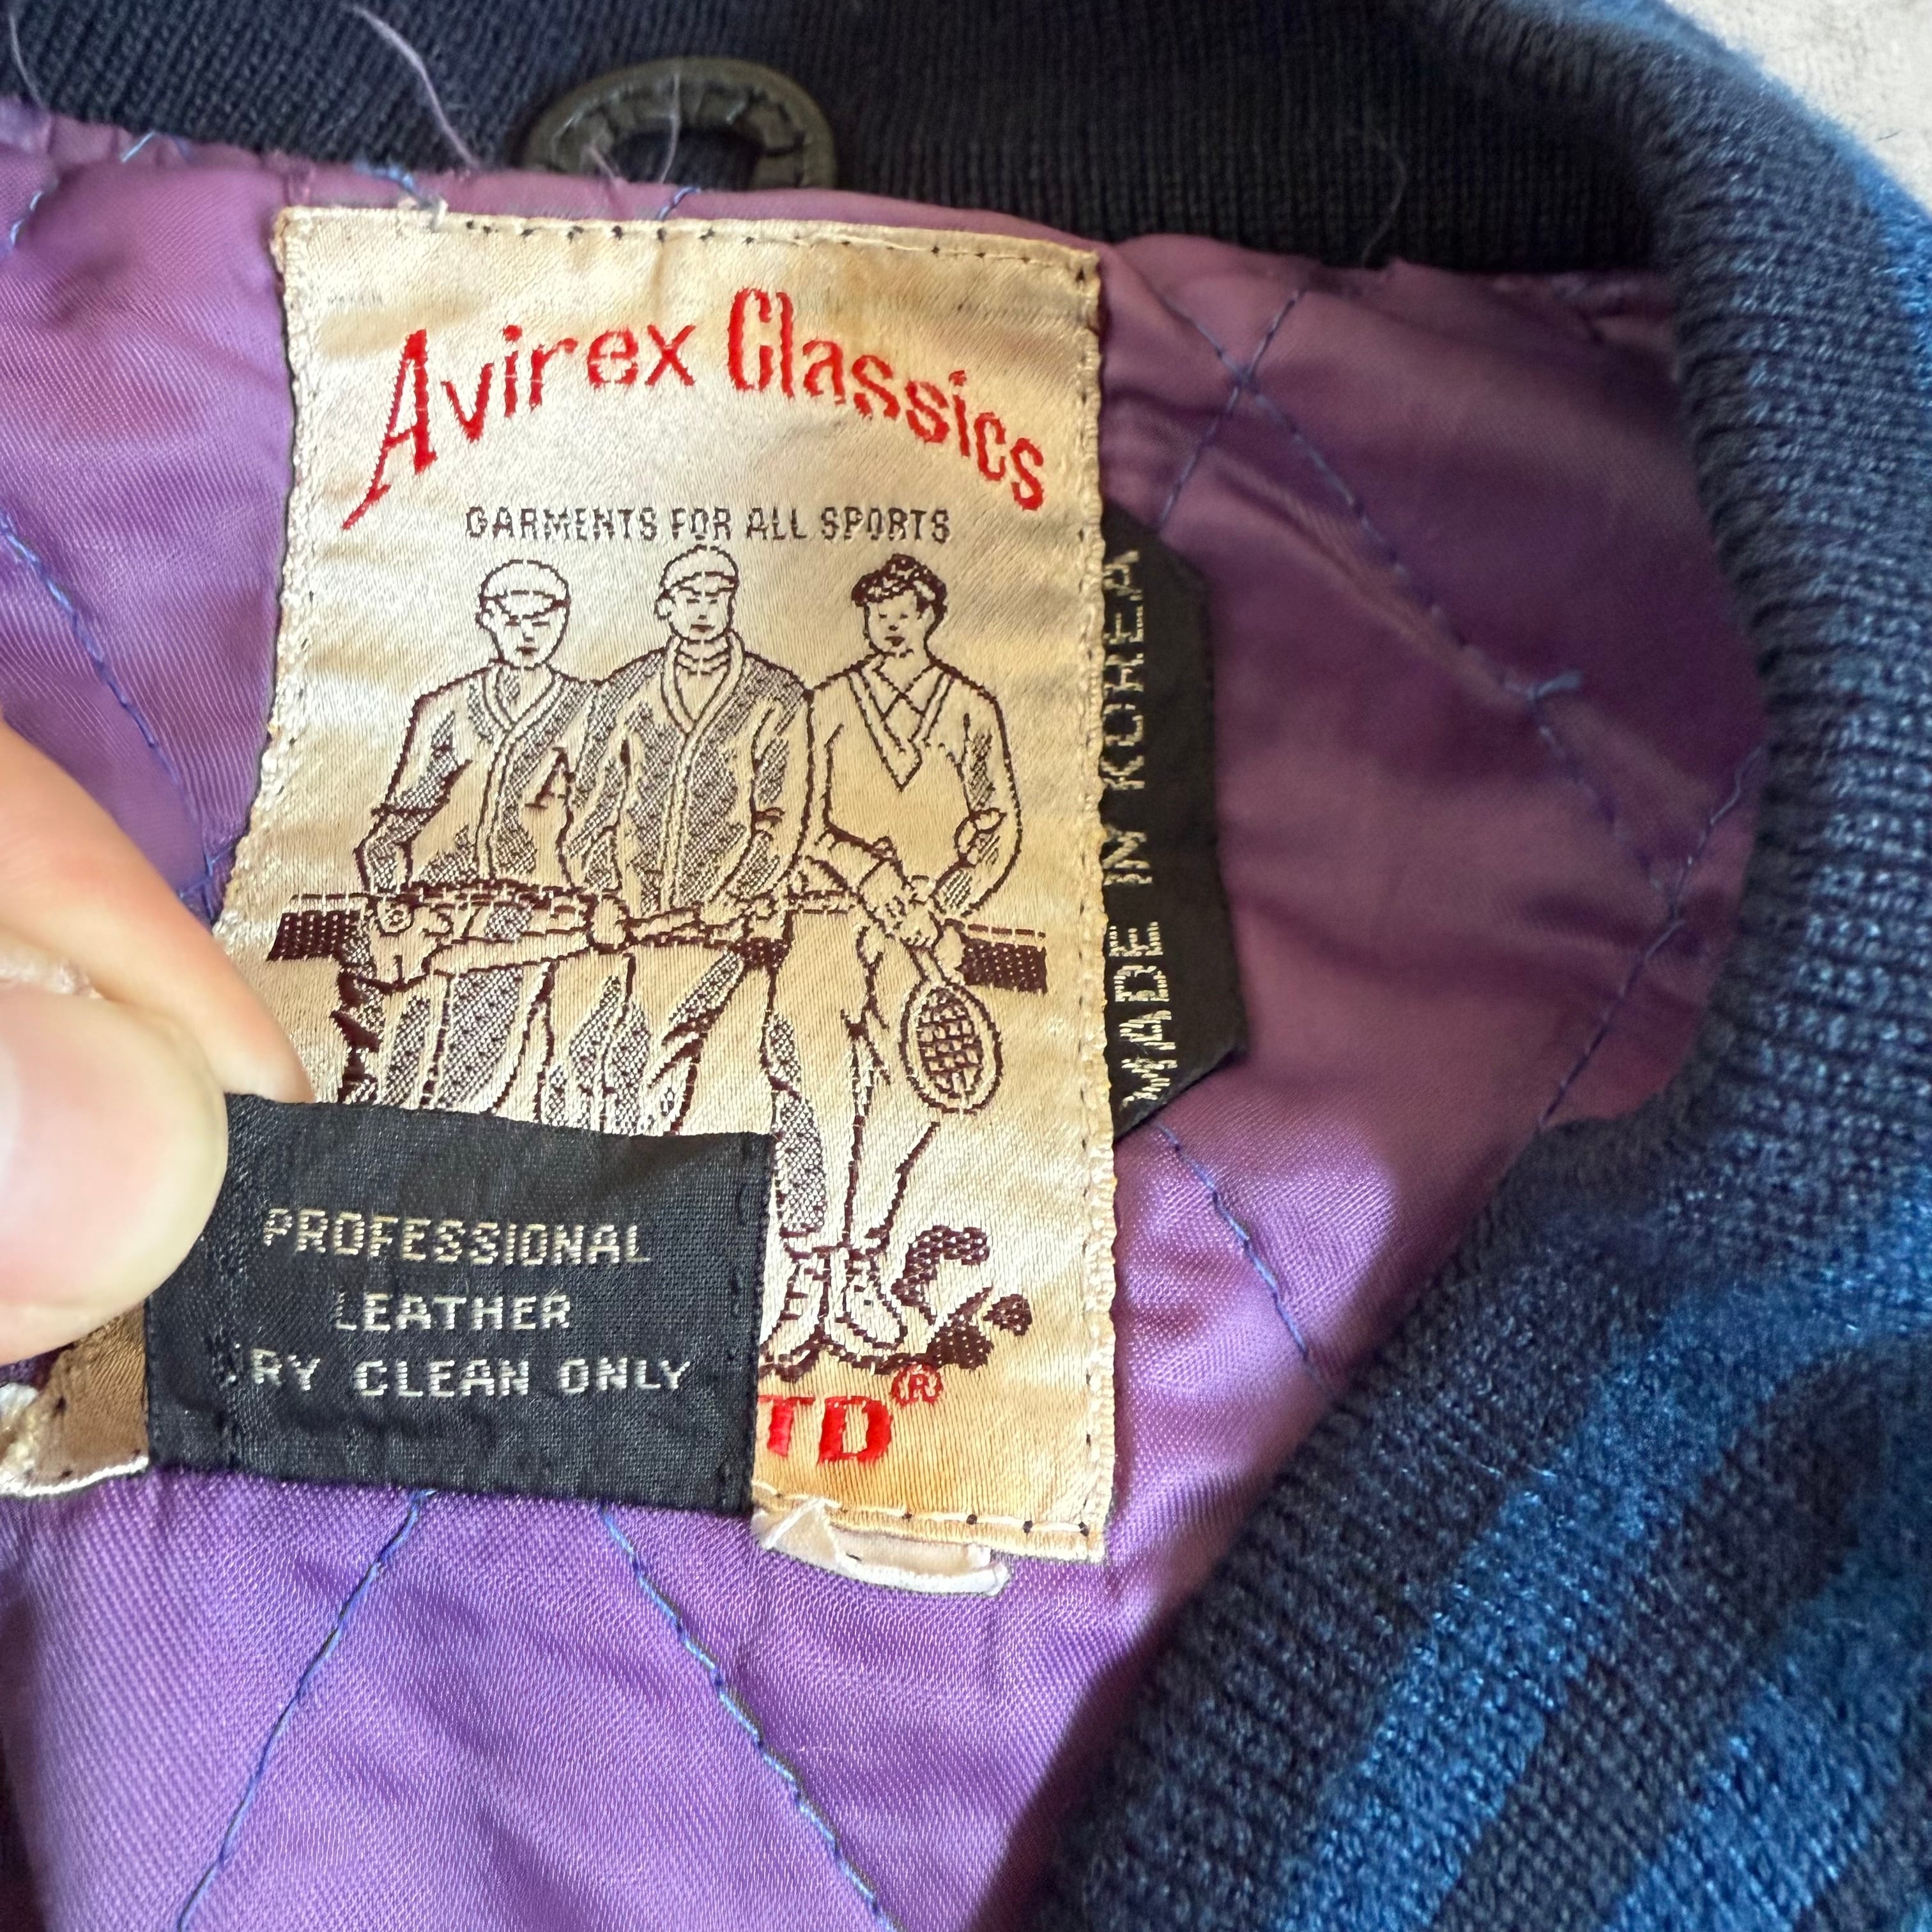 Avirex Classics
GARMENTS FOR ALL SPORTS
A
MADE IN KOREA
PROFESSIONAL
LEATHER
RY CLEAN ONLY
TD®